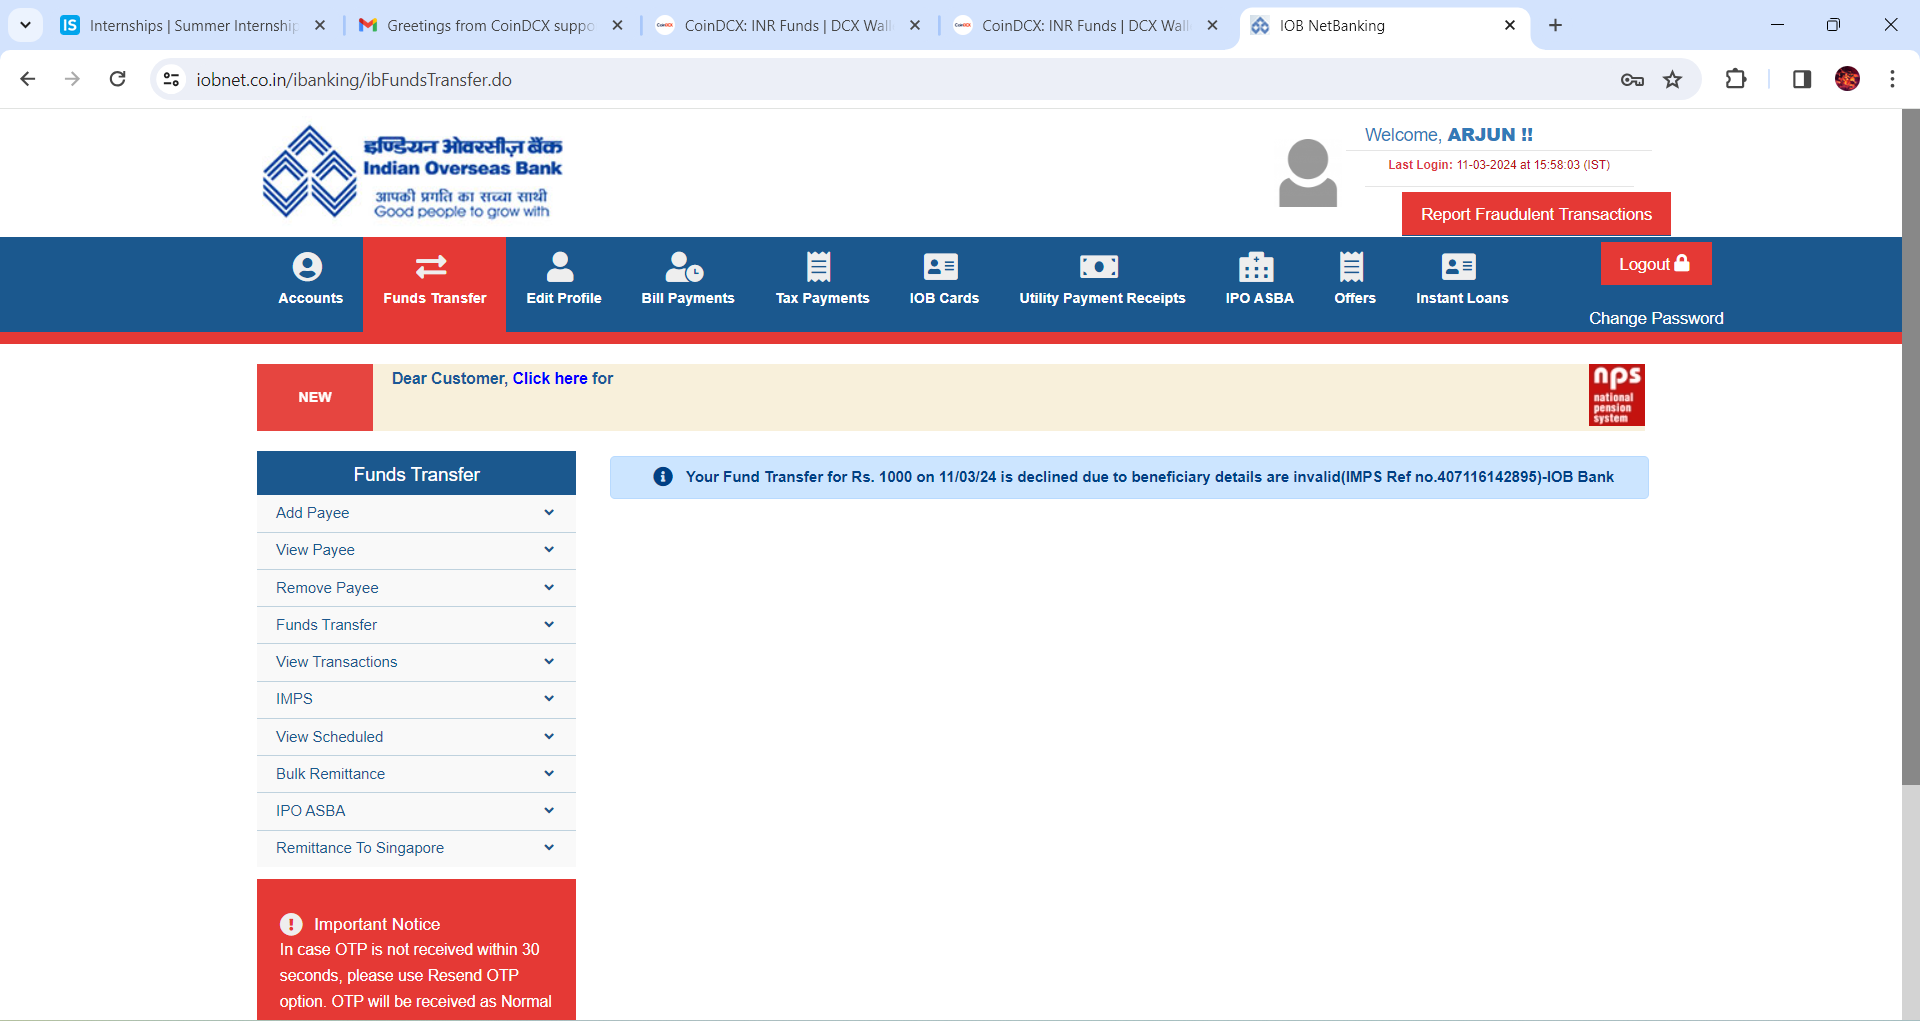 Internships | Summer Internship
Greetings from CoinDCX suppo
CoinDCX: INR Funds | DCX Wall
CoinDCX: INR Funds | DCX Wall
IOB NetBanking
iobnet.co.in/ibanking/ibFundsTransfer.do
इण्डियन ओवरसीज़ बैंक
Indian Overseas Bank
आपकी प्रगति का सच्चा साथी
Good people to grow with
Welcome, ARJUN !!
Last Login: 11-03-2024 at 15:58:03 (IST)
Report Fraudulent Transactions
Accounts
Funds Transfer
Edit Profile
Bill Payments
Tax Payments
IOB Cards
Utility Payment Receipts
IPO ASBA
Offers
Instant Loans
Logout
Change Password
NEW
Dear Customer, Click here for
nps
national
pension
system
Funds Transfer
Add Payee
View Payee
Remove Payee
Funds Transfer
View Transactions
IMPS
View Scheduled
Bulk Remittance
IPO ASBA
Remittance To Singapore
Your Fund Transfer for Rs. 1000 on 11/03/24 is declined due to beneficiary details are invalid(IMPS Ref no.407116142895)-IOB Bank
Important Notice
In case OTP is not received within 30
seconds, please use Resend OTP
option. OTP will be received as Normal